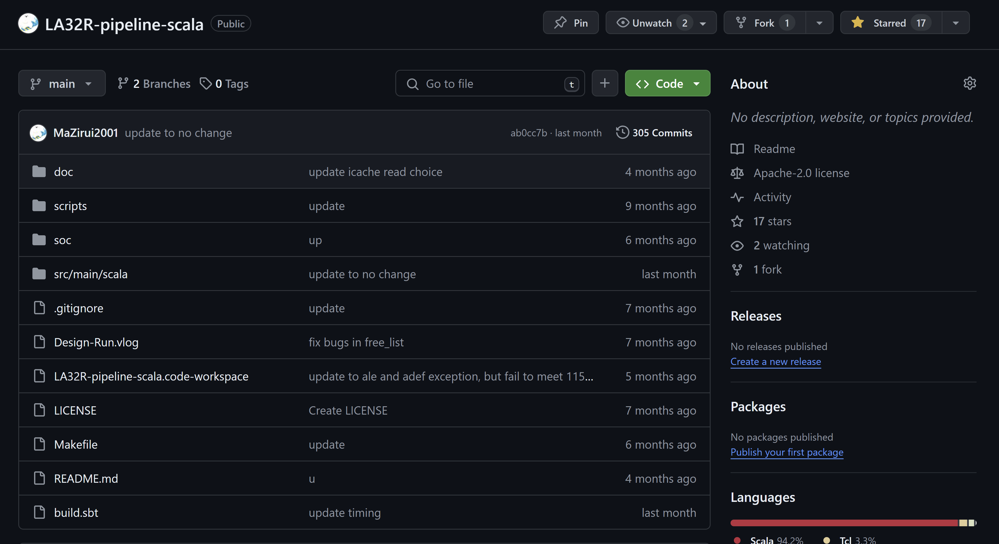 LA32R-pipeline-scala Public Pin Unwatch 2 Fork 1 Starred 17
main 2 Branches 0 Tags Go to file t Code
MaZirui2001 update to no change ab0cc7b · last month 305 Commits
doc update icache read choice 4 months ago
scripts update 9 months ago
soc up 6 months ago
src/main/scala update to no change last month
.gitignore update 7 months ago
Design-Run.vlog fix bugs in free_list 7 months ago
LA32R-pipeline-scala.code-workspace update to ale and adef exception, but fail to meet 115... 5 months ago
LICENSE Create LICENSE 7 months ago
Makefile update 6 months ago
README.md u 4 months ago
build.sbt update timing last month
About
No description, website, or topics provided.
Readme
Apache-2.0 license
Activity
17 stars
2 watching
1 fork
Releases
No releases published
Create a new release
Packages
No packages published
Publish your first package
Languages
Scala 94.2% Tcl 3.3%